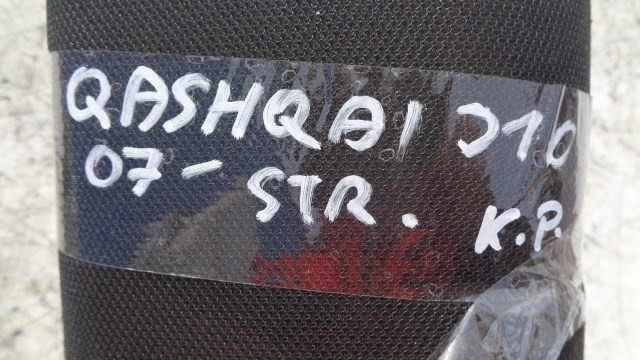 QASHQAI J10
07- STR. K.P.